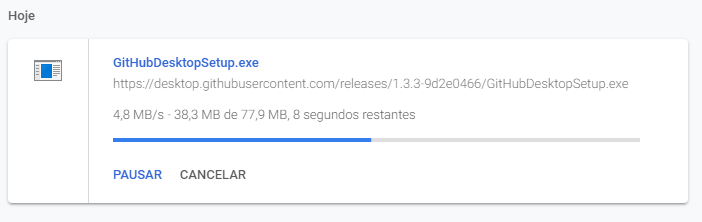 Hoje
GitHubDesktopSetup.exe
https://desktop.githubusercontent.com/releases/1.3.3-9d2e0466/GitHubDesktopSetup.exe
4,8 MB/s - 38,3 MB de 77,9 MB, 8 segundos restantes
PAUSAR CANCELAR